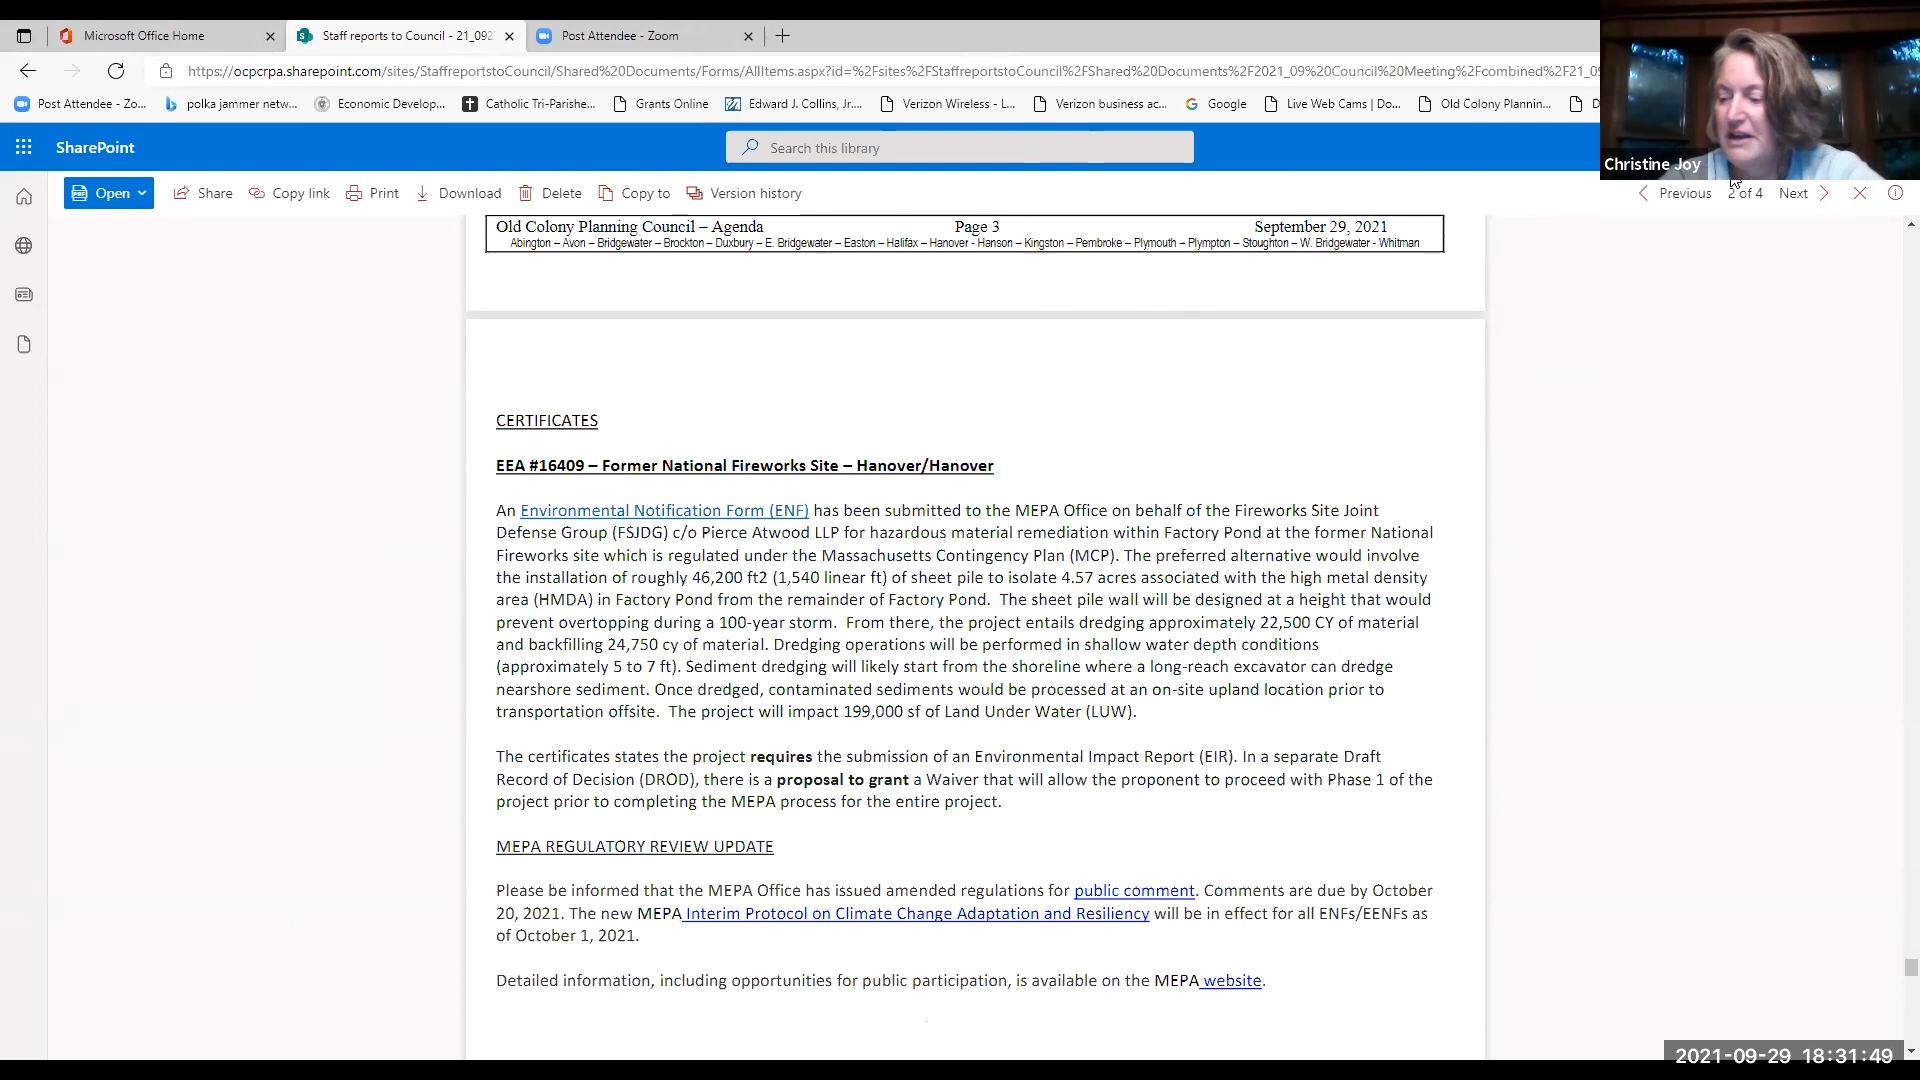 Microsoft Office Home
Staff reports to Council - 21_092
Post Attendee - Zoom
https://ocpcrpa.sharepoint.com/sites/StaffreportstoCouncil/Shared%20Documents/Forms/AllItems.aspx?id=%2Fsites%2FStaffreportstoCouncil%2FShared%20Documents%2F2021_09%20Council%20Meeting%2Fcombined%2F21_09
Post Attendee - Zo... polka jammer netw... Economic Develop... Catholic Tri-Parishe... Grants Online Edward J. Collins, Jr.... Verizon Wireless - L... Verizon business ac... Google Live Web Cams | Do... Old Colony Plannin... D
SharePoint
Search this library
Christine Joy
Open Share Copy link Print Download Delete Copy to Version history Previous 2 of 4 Next
Old Colony Planning Council – Agenda Page 3 September 29, 2021
Abington – Avon – Bridgewater – Brockton – Duxbury – E. Bridgewater – Easton – Halifax – Hanover - Hanson – Kingston – Pembroke – Plymouth – Plympton – Stoughton – W. Bridgewater - Whitman
CERTIFICATES
EEA #16409 – Former National Fireworks Site – Hanover/Hanover
An Environmental Notification Form (ENF) has been submitted to the MEPA Office on behalf of the Fireworks Site Joint
Defense Group (FSJDG) c/o Pierce Atwood LLP for hazardous material remediation within Factory Pond at the former National
Fireworks site which is regulated under the Massachusetts Contingency Plan (MCP). The preferred alternative would involve
the installation of roughly 46,200 ft2 (1,540 linear ft) of sheet pile to isolate 4.57 acres associated with the high metal density
area (HMDA) in Factory Pond from the remainder of Factory Pond. The sheet pile wall will be designed at a height that would
prevent overtopping during a 100-year storm. From there, the project entails dredging approximately 22,500 CY of material
and backfilling 24,750 cy of material. Dredging operations will be performed in shallow water depth conditions
(approximately 5 to 7 ft). Sediment dredging will likely start from the shoreline where a long-reach excavator can dredge
nearshore sediment. Once dredged, contaminated sediments would be processed at an on-site upland location prior to
transportation offsite. The project will impact 199,000 sf of Land Under Water (LUW).
The certificates states the project requires the submission of an Environmental Impact Report (EIR). In a separate Draft
Record of Decision (DROD), there is a proposal to grant a Waiver that will allow the proponent to proceed with Phase 1 of the
project prior to completing the MEPA process for the entire project.
MEPA REGULATORY REVIEW UPDATE
Please be informed that the MEPA Office has issued amended regulations for public comment. Comments are due by October
20, 2021. The new MEPA Interim Protocol on Climate Change Adaptation and Resiliency will be in effect for all ENFs/EENFs as
of October 1, 2021.
Detailed information, including opportunities for public participation, is available on the MEPA website.
2021-09-29 18:31:49